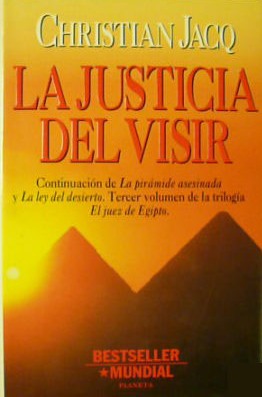 CHRISTIAN JACQ
LA JUSTICIA
DEL VISIR
Continuación de La pirámide asesinada
y La ley del desierto. Tercer volumen de la trilogía
El juez de Egipto.
BESTSELLER
★MUNDIAL
PLANETA